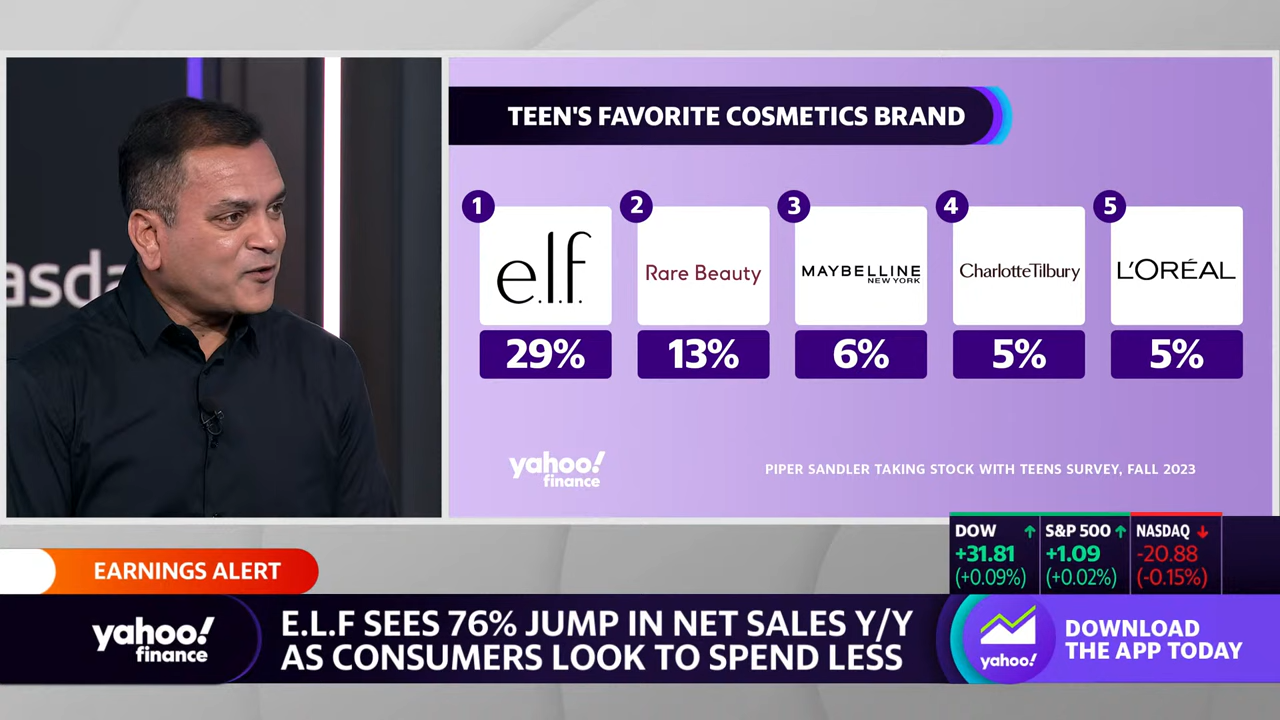 asda
TEEN'S FAVORITE COSMETICS BRAND
1
2
3
4
5
e.l.f.
Rare Beauty
MAYBELLINE
NEW YORK
CharlotteTilbury
L'ORÉAL
29%
13%
6%
5%
5%
yahoo!
finance
PIPER SANDLER TAKING STOCK WITH TEENS SURVEY, FALL 2023
DOW
+31.81
(+0.09%)
S&P 500
+1.09
(+0.02%)
NASDAQ
-20.88
(-0.15%)
EARNINGS ALERT
yahoo!
finance
E.L.F SEES 76% JUMP IN NET SALES Y/Y
AS CONSUMERS LOOK TO SPEND LESS
yahoo!
DOWNLOAD
THE APP TODAY